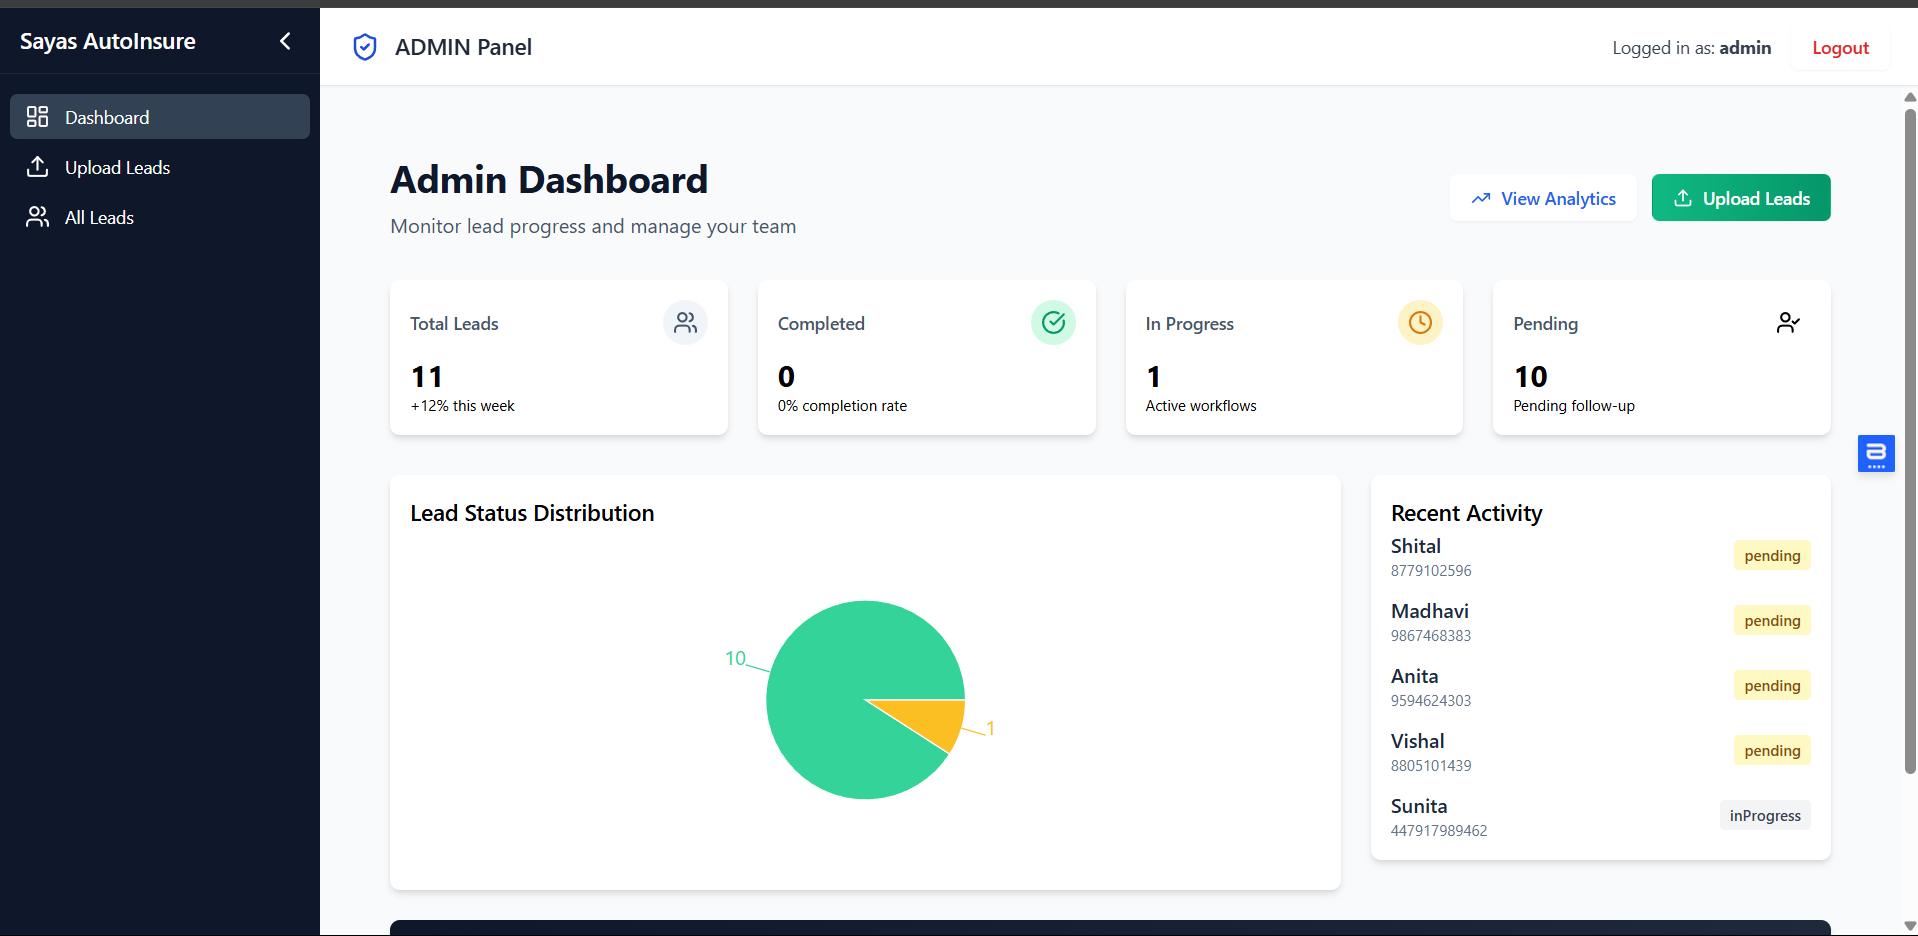 Sayas AutoInsure
Dashboard
Upload Leads
All Leads
ADMIN Panel
Logged in as: admin
Logout
Admin Dashboard
Monitor lead progress and manage your team
View Analytics
Upload Leads
Total Leads
11
+12% this week
Completed
0
0% completion rate
In Progress
1
Active workflows
Pending
10
Pending follow-up
Lead Status Distribution
10
1
Recent Activity
Shital
8779102596
pending
Madhavi
9867468383
pending
Anita
9594624303
pending
Vishal
8805101439
pending
Sunita
447917989462
inProgress